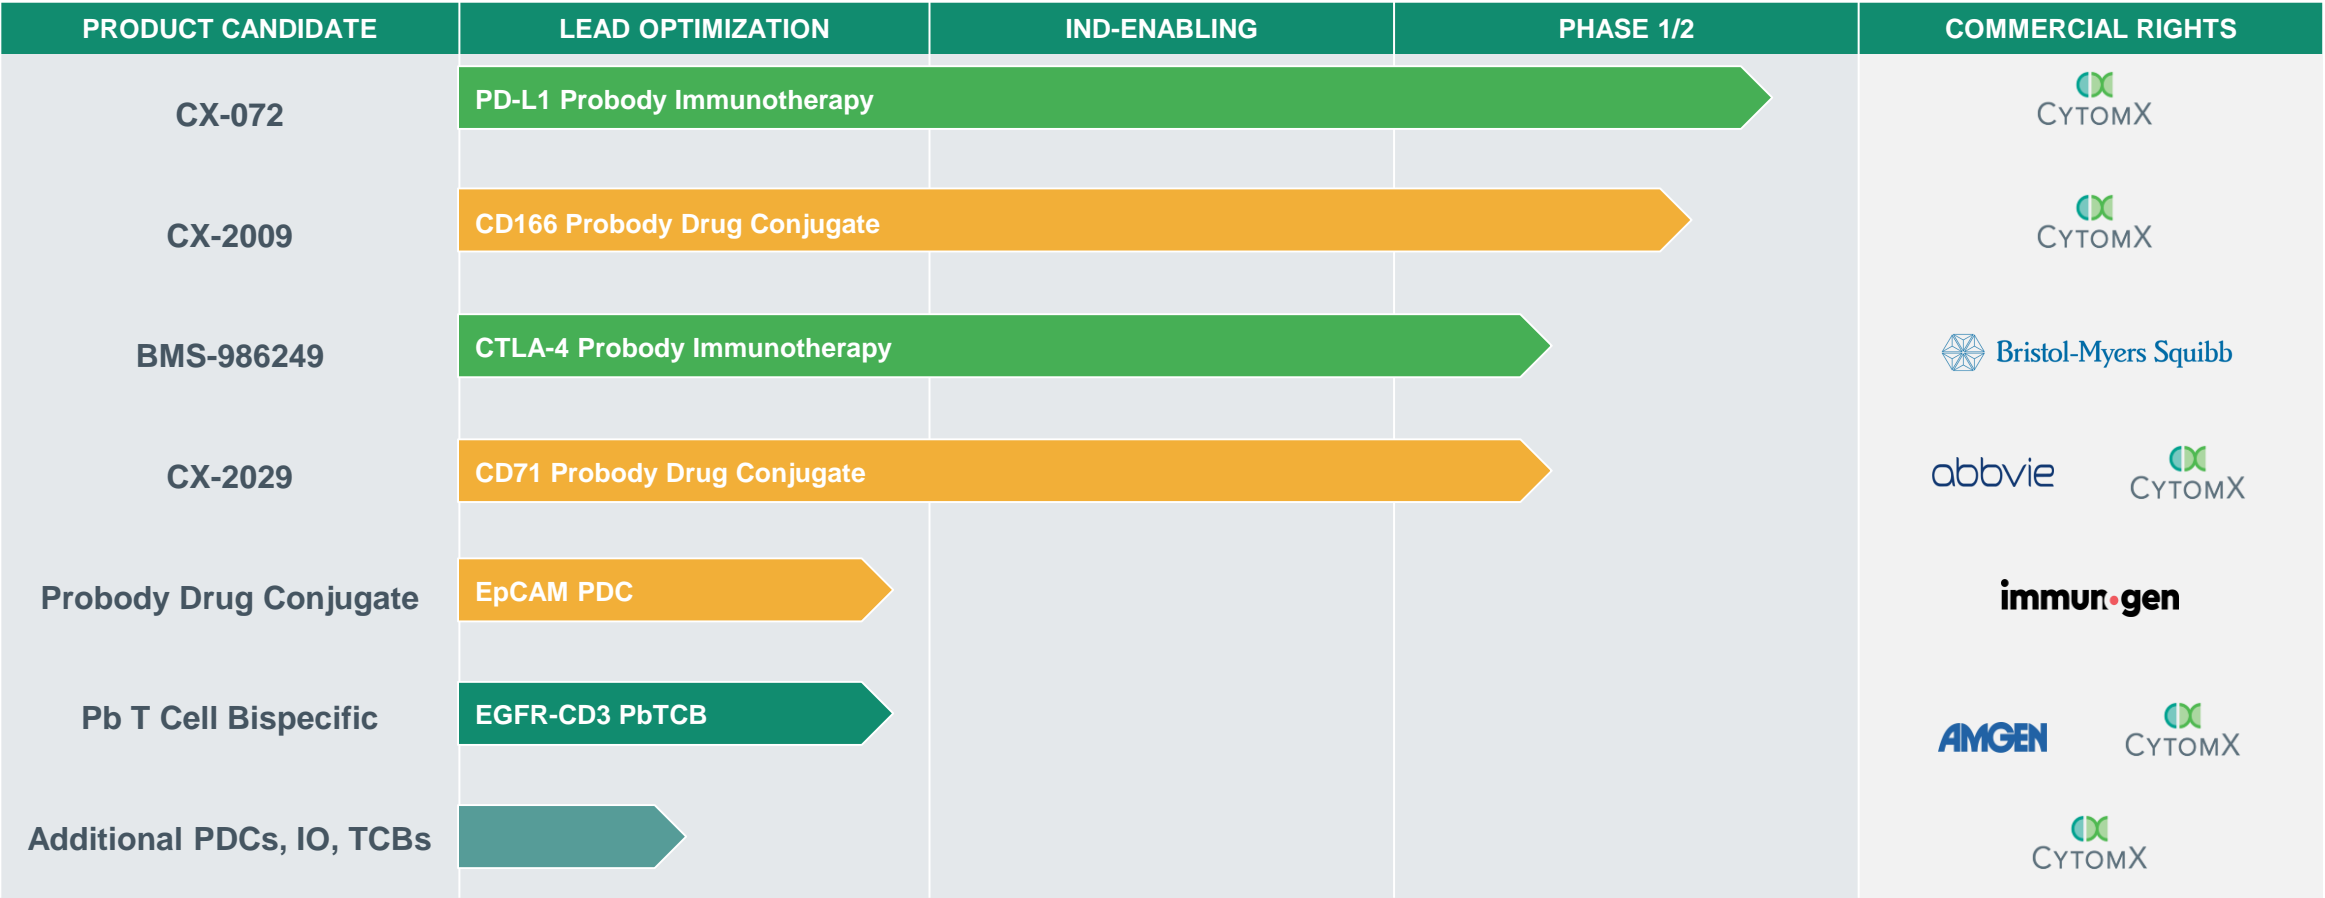 PRODUCT CANDIDATE LEAD OPTIMIZATION IND-ENABLING PHASE 1/2 COMMERCIAL RIGHTS
CX-072 PD-L1 Probody Immunotherapy CYTOMX
CX-2009 CD166 Probody Drug Conjugate CYTOMX
BMS-986249 CTLA-4 Probody Immunotherapy Bristol-Myers Squibb
CX-2029 CD71 Probody Drug Conjugate abbvie CYTOMX
Probody Drug Conjugate EpCAM PDC immun•gen
Pb T Cell Bispecific EGFR-CD3 PbTCB AMGEN CYTOMX
Additional PDCs, IO, TCBs CYTOMX